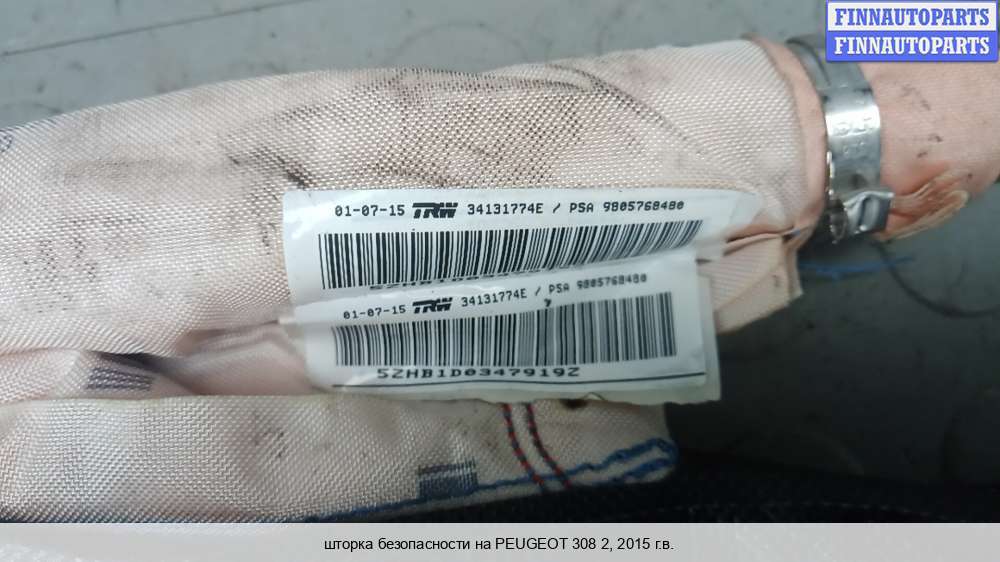 FINNAUTOPARTS
FINNAUTOPARTS
01-07-15 TRW 34131774E / PSA 9805768480
01-07-15 TRW 34131774E / PSA 9805768480
5ZHB1D0347919Z
шторка безопасности на PEUGEOT 308 2, 2015 г.в.